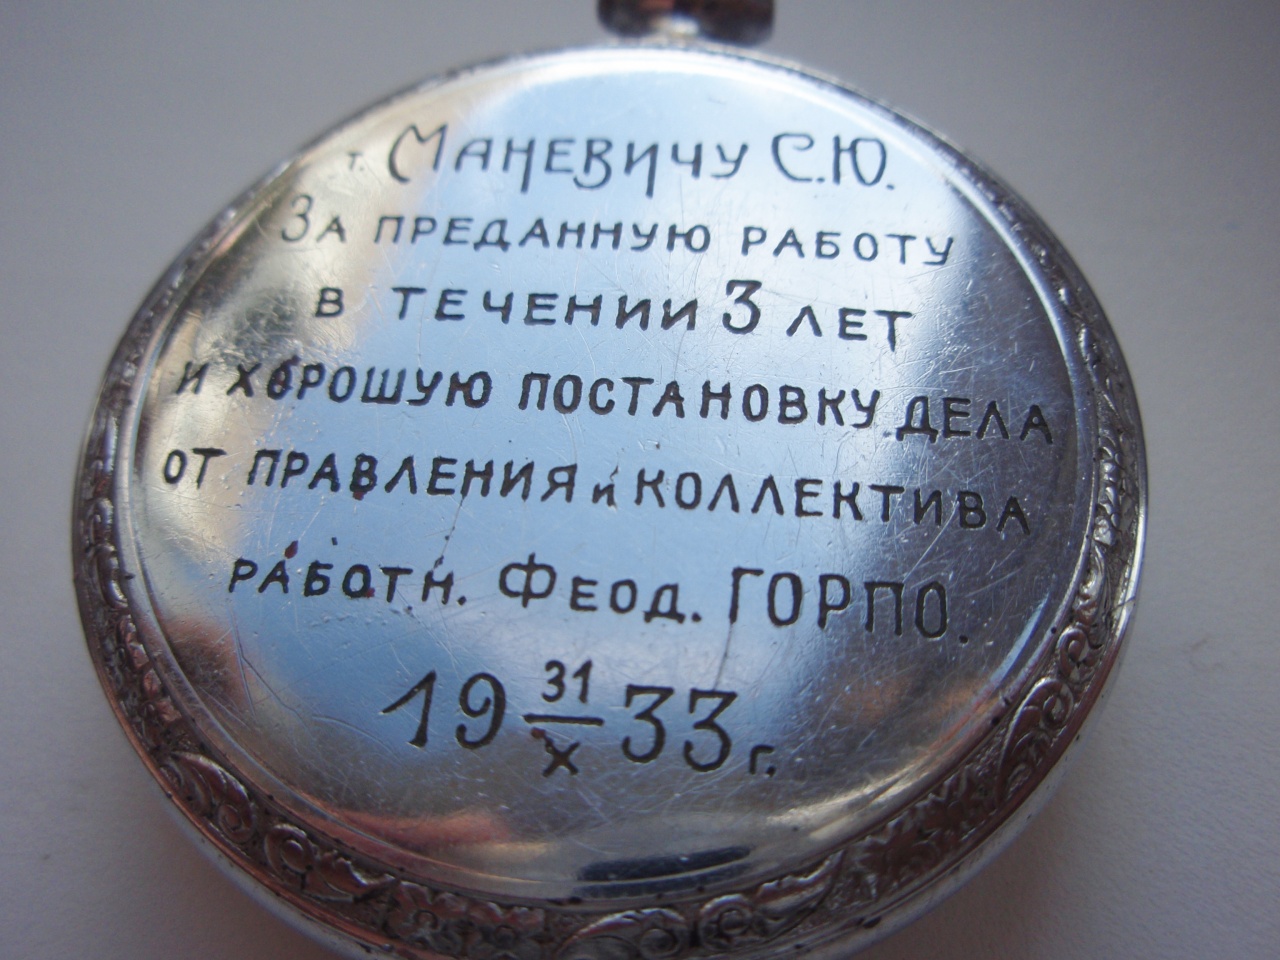 т. Маневичу С.Ю.
За преданную работу
в течении 3 лет
и хорошую постановку дела
от правления и коллектива
работн. Феод. ГОРПО.
19 31/X 33 г.